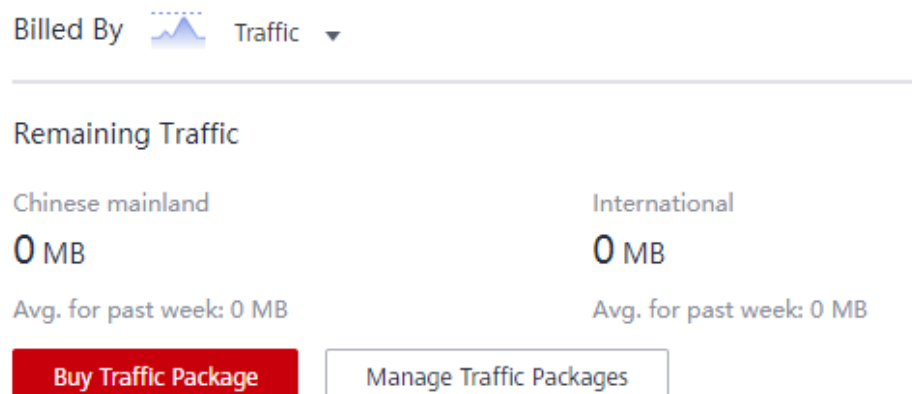 Billed By Traffic
Remaining Traffic
Chinese mainland International
0 MB 0 MB
Avg. for past week: 0 MB Avg. for past week: 0 MB
Buy Traffic Package Manage Traffic Packages